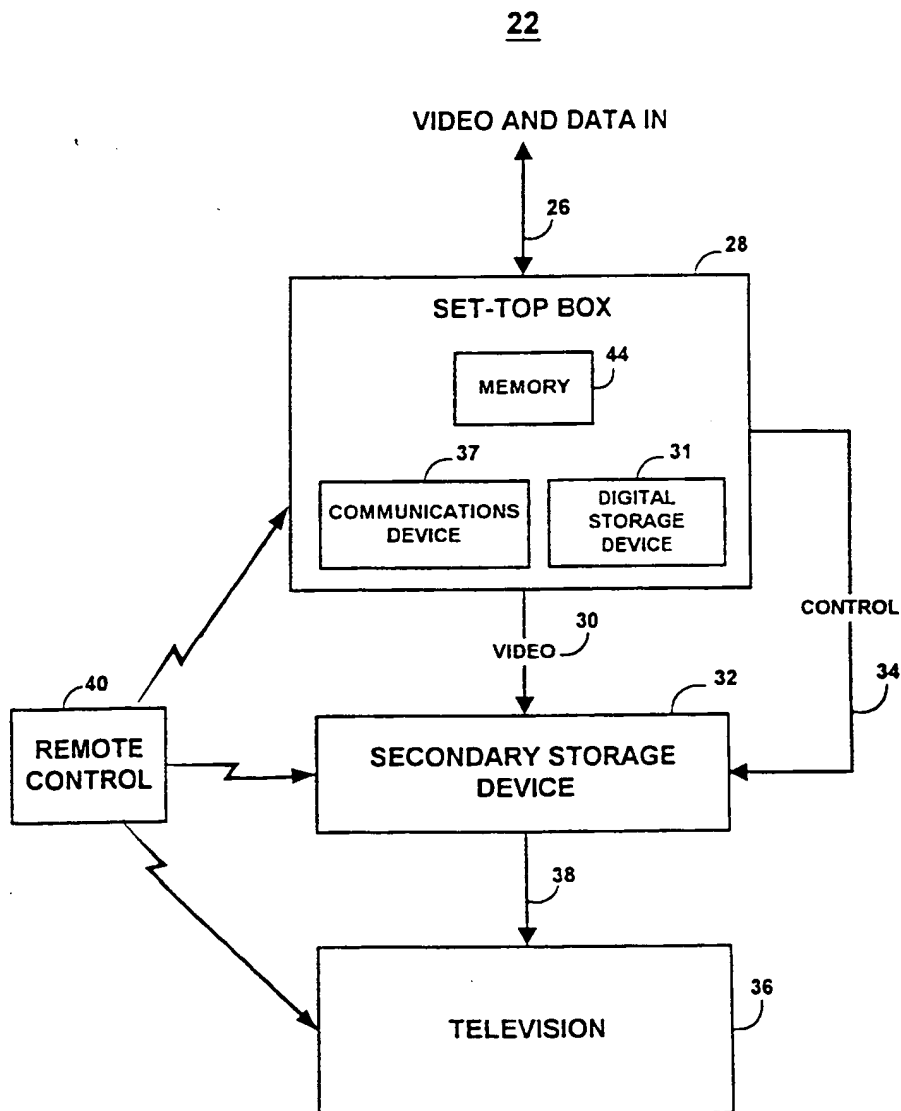 22
VIDEO AND DATA IN
26
28
SET-TOP BOX
44
MEMORY
37
31
COMMUNICATIONS
DEVICE
DIGITAL
STORAGE
DEVICE
CONTROL
VIDEO
30
34
40
32
REMOTE
CONTROL
SECONDARY STORAGE
DEVICE
38
36
TELEVISION